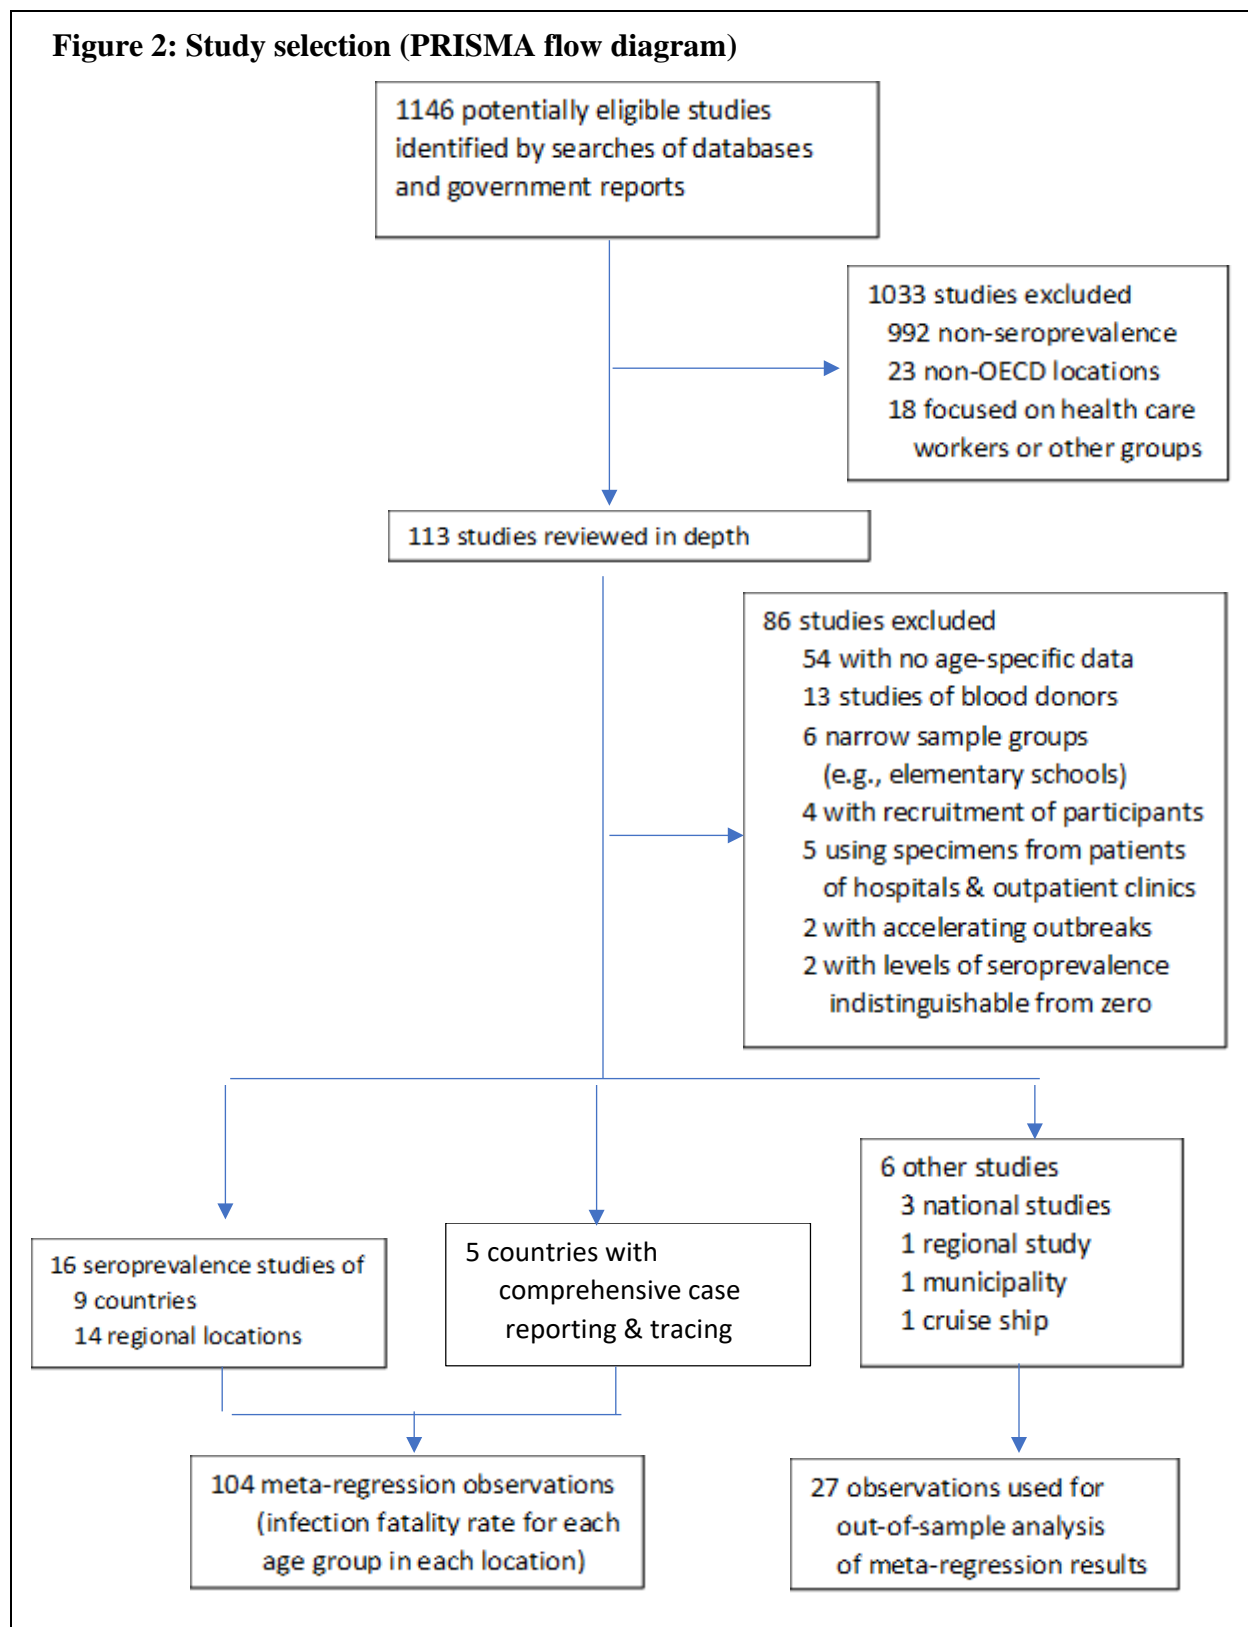 Figure 2: Study selection (PRISMA flow diagram)
1146 potentially eligible studies
identified by searches of databases
and government reports
1033 studies excluded
992 non-seroprevalence
23 non-OECD locations
18 focused on health care
workers or other groups
113 studies reviewed in depth
86 studies excluded
54 with no age-specific data
13 studies of blood donors
6 narrow sample groups
(e.g., elementary schools)
4 with recruitment of participants
5 using specimens from patients
of hospitals & outpatient clinics
2 with accelerating outbreaks
2 with levels of seroprevalence
indistinguishable from zero
16 seroprevalence studies of
9 countries
14 regional locations
5 countries with
comprehensive case
reporting & tracing
6 other studies
3 national studies
1 regional study
1 municipality
1 cruise ship
104 meta-regression observations
(infection fatality rate for each
age group in each location)
27 observations used for
out-of-sample analysis
of meta-regression results